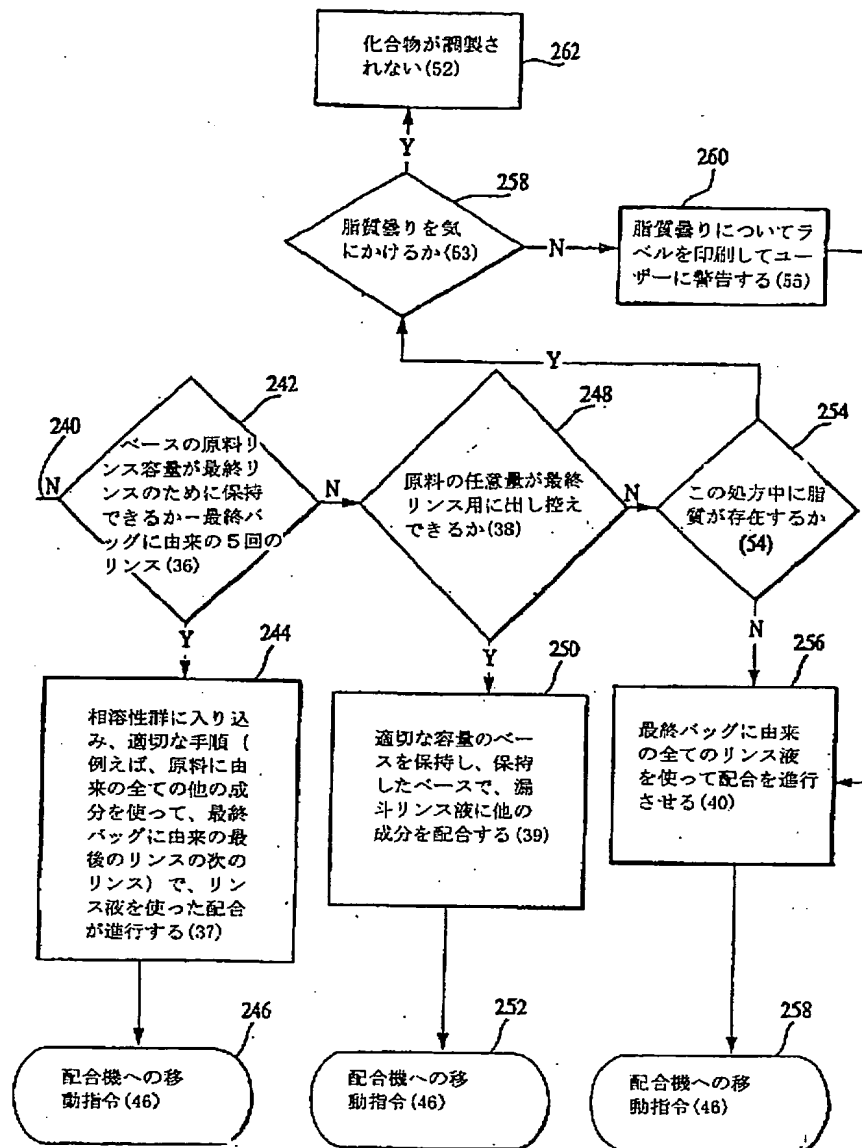 化合物が調製さ
れない(52)
262
Y
258
脂質曇りを気
にかけるか(53)
N
260
脂質曇りについてラ
ベルを印刷してユー
ザーに警告する(55)
Y
240
N
242
ベースの原料リ
ンス容量が最終リ
ンスのために保持
できるかー最終バ
ッグに由来の5回の
リンス(36)
N
248
原料の任意量が最終
リンス用に出し控え
できるか(38)
N
254
この処方中に脂
質が存在するか
(54)
Y
244
Y
250
N
256
相溶性群に入り込
み、適切な手順(
例えば、原料に由
来の全ての他の成
分を使って、最終
バッグに由来の最
後のリンスの次の
リンス)で、リン
ス液を使った配合
が進行する(37)
適切な容量のベース
を保持し、保持
したベースで、漏
斗リンス液に他の
成分を配合する(39)
最終バッグに由来
の全てのリンス液
を使って配合を進行
させる(40)
246
配合機への移
動指令(46)
252
配合機への移
動指令(46)
258
配合機への移
動指令(46)